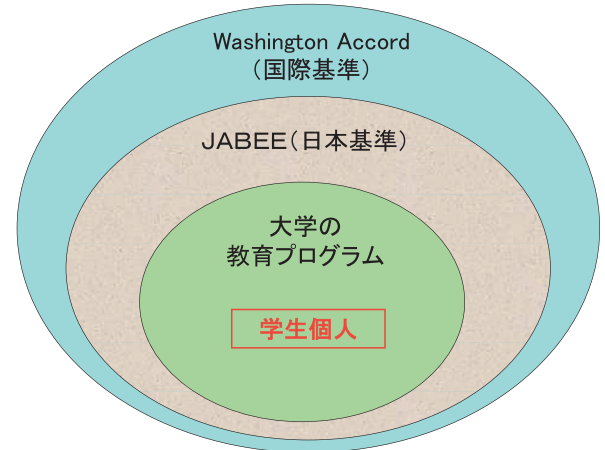 Washington Accord
（国際基準）
JABEE（日本基準）
大学の
教育プログラム
学生個人